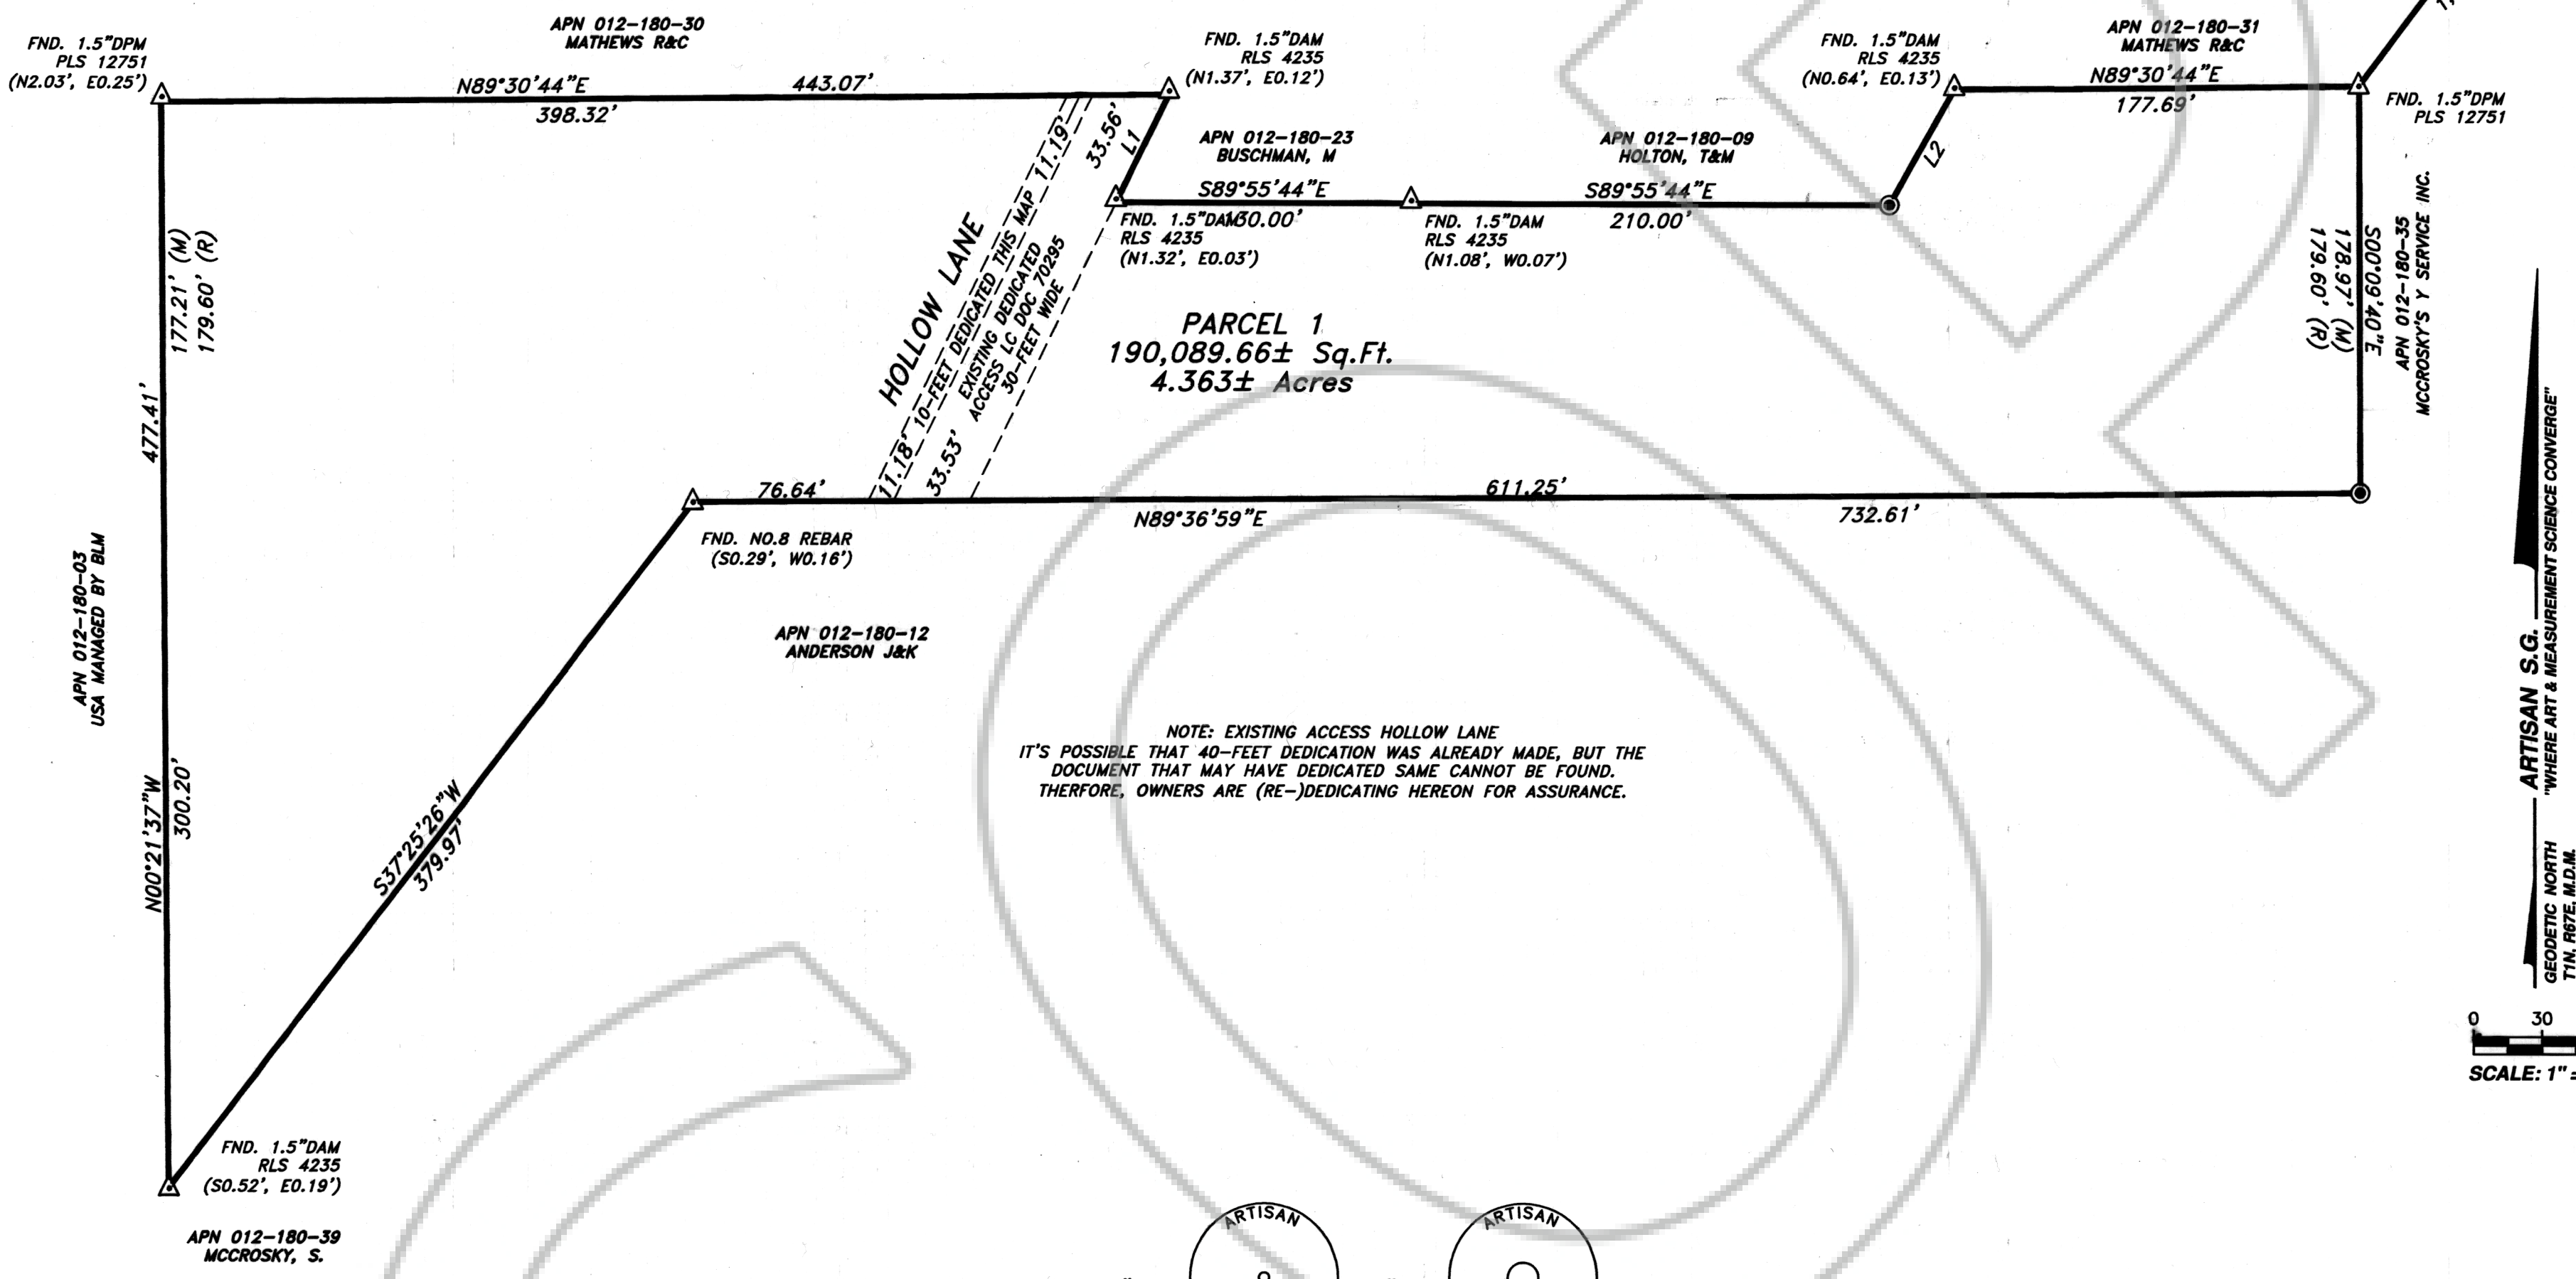 APN 012-180-30
MATHEWS R&C
FND. 1.5"DPM
PLS 12751
(N2.03', E0.25')
N89°30'44"E
443.07'
398.32'
FND. 1.5"DAM
RLS 4235
(N1.37', E0.12')
FND. 1.5"DAM
RLS 4235
(N0.64', E0.13')
APN 012-180-31
MATHEWS R&C
N89°30'44"E
177.69'
FND. 1.5"DPM
PLS 12751
11.19'
33.56'
L1
APN 012-180-23
BUSCHMAN, M
S89°55'44"E
130.00'
APN 012-180-09
HOLTON, T&M
S89°55'44"E
210.00'
L2
FND. 1.5"DAM
RLS 4235
(N1.32', E0.03')
FND. 1.5"DAM
RLS 4235
(N1.08', W0.07')
177.21' (M)
179.60' (R)
477.41'
HOLLOW LANE
10-FEET DEDICATED THIS MAP
EXISTING DEDICATED
ACCESS LC DOC 70295
30-FEET WIDE
11.18'
33.53'
PARCEL 1
190,089.66± Sq.Ft.
4.363± Acres
S00°09'40"E
178.97' (M)
179.60' (R)
APN 012-180-35
MCCROSKY'S Y SERVICE INC.
76.64'
611.25'
N89°36'59"E
732.61'
FND. NO.8 REBAR
(S0.29', W0.16')
APN 012-180-03
USA MANAGED BY BLM
APN 012-180-12
ANDERSON J&K
N00°21'37"W
300.20'
S37°25'26"W
379.97'
NOTE: EXISTING ACCESS HOLLOW LANE
IT'S POSSIBLE THAT 40-FEET DEDICATION WAS ALREADY MADE, BUT THE
DOCUMENT THAT MAY HAVE DEDICATED SAME CANNOT BE FOUND.
THERFORE, OWNERS ARE (RE-)DEDICATING HEREON FOR ASSURANCE.
ARTISAN S.G.
"WHERE ART & MEASUREMENT SCIENCE CONVERGE"
GEODETIC NORTH
T1N, R67E, M.D.M.
0 30
SCALE: 1" =
FND. 1.5"DAM
RLS 4235
(S0.52', E0.19')
APN 012-180-39
MCCROSKY, S.
ARTISAN
ARTISAN